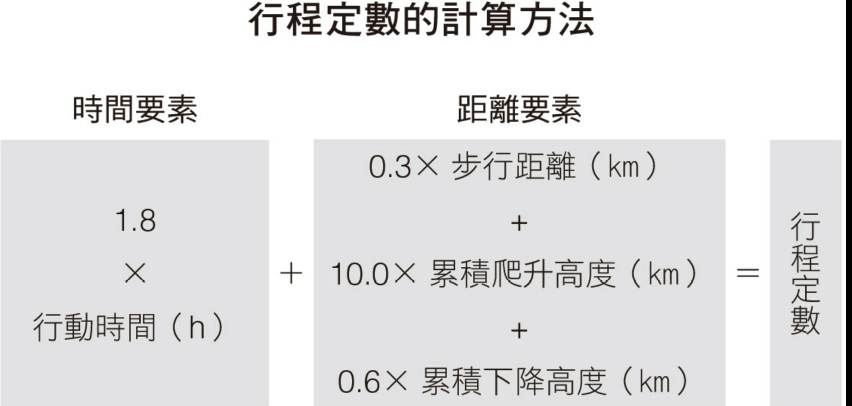 行程定數的計算方法
時間要素
1.8
×
行動時間（h）
+
距離要素
0.3× 步行距離（km）
+
10.0× 累積爬升高度（km）
+
0.6× 累積下降高度（km）
=
行程定數